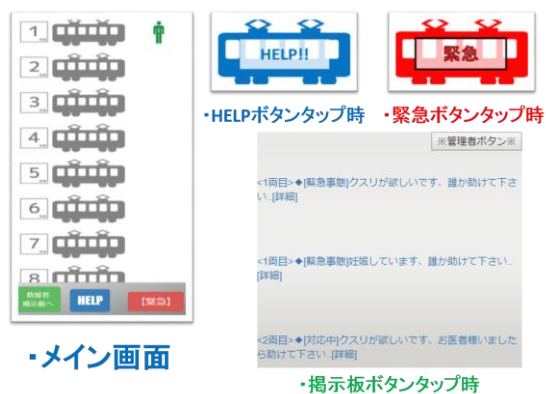 1
2
3
4
5
6
7
8
救護者
掲示板へ
HELP
【緊急】
・メイン画面
HELP!!
・HELPボタンタップ時
緊急
・緊急ボタンタップ時
※管理者ボタン※
<1両目>◆[緊急事態]クスリが欲しいです、誰か助けて下さ
い..[詳細]
<1両目>◆[緊急事態]妊娠しています、誰か助けて下さい..
[詳細]
<2両目>◆[対応中]クスリが欲しいです、お医者様いました
ら助けて下さい..[詳細]
・掲示板ボタンタップ時